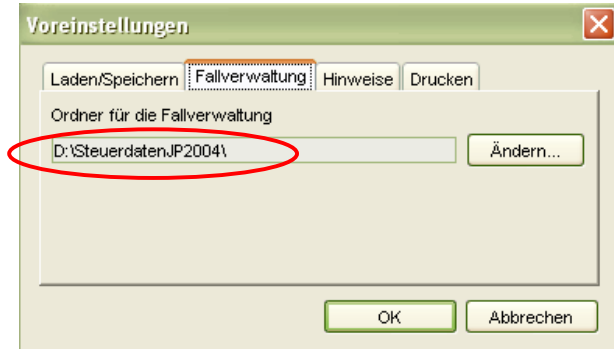 Voreinstellungen
Laden/Speichern Fallverwaltung Hinweise Drucken
Ordner für die Fallverwaltung
D:\SteuerdatenJP2004\ Ändern...
OK Abbrechen